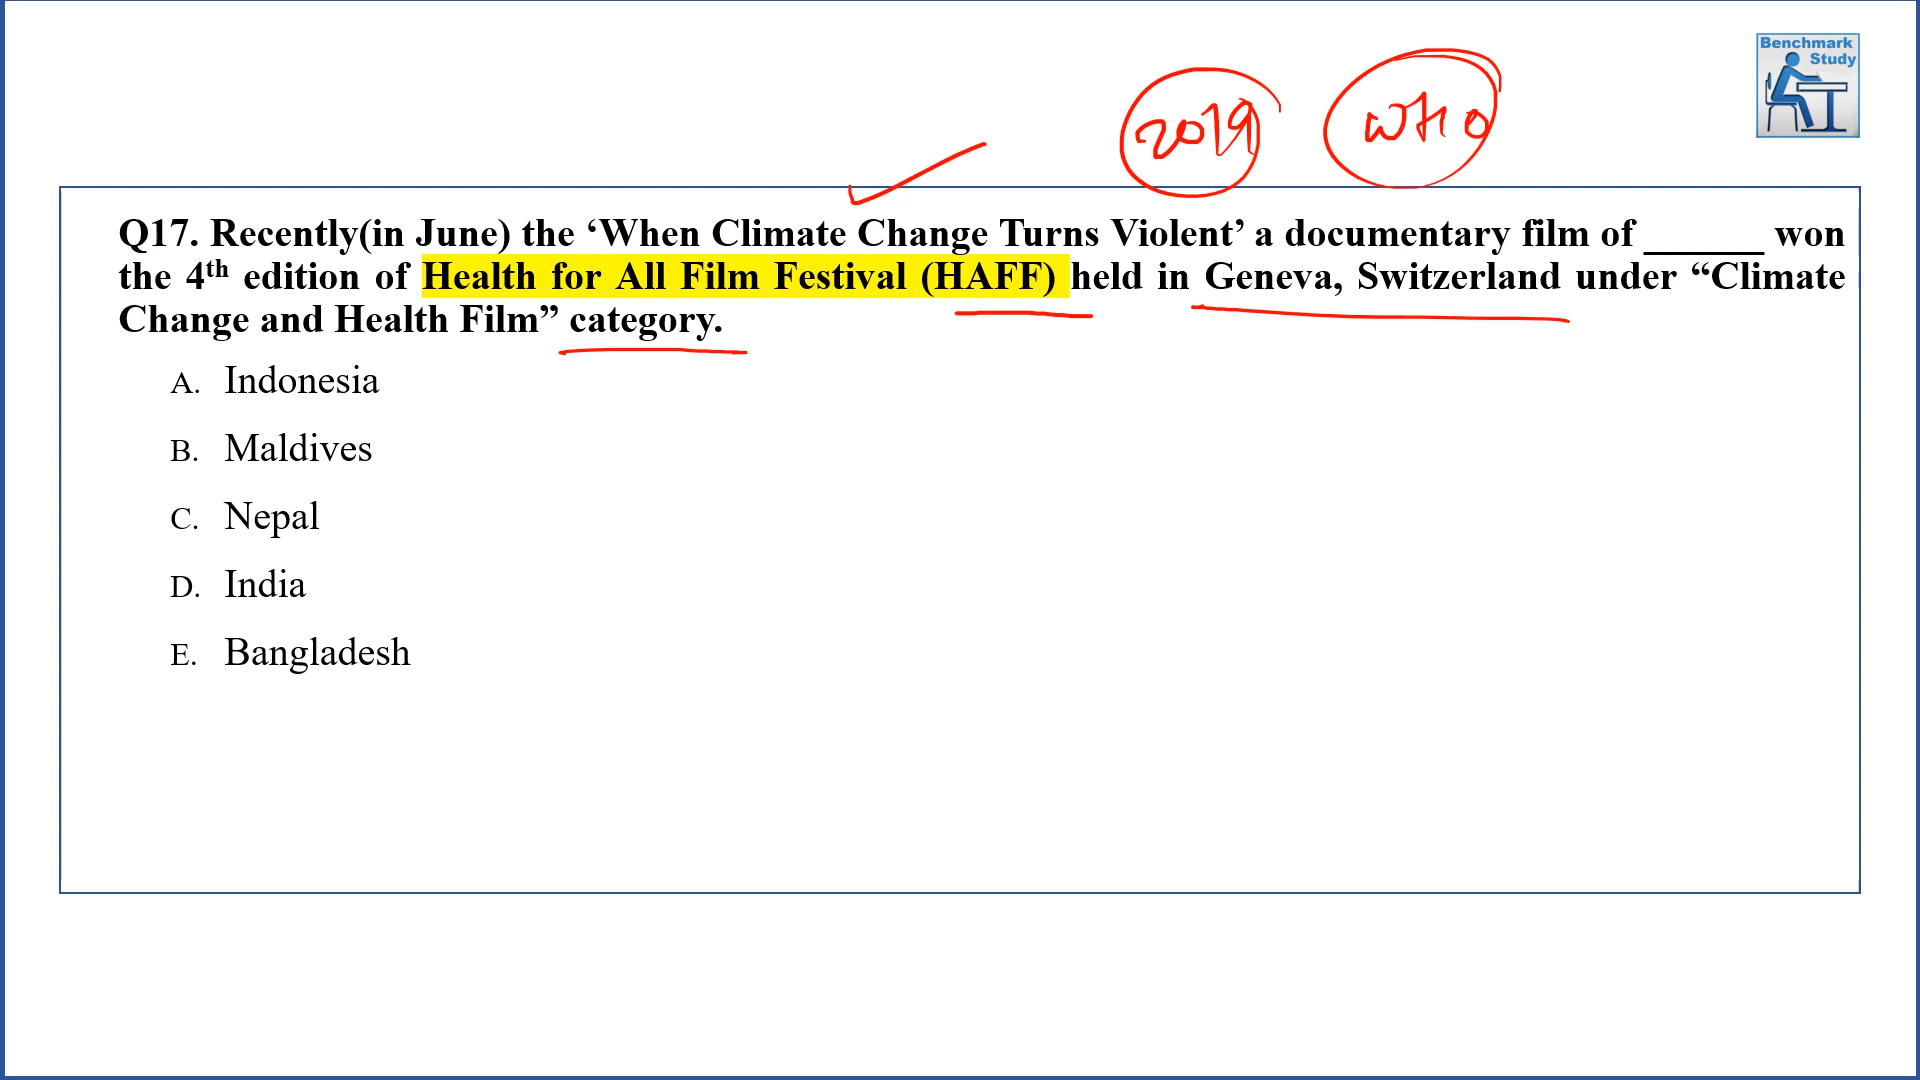 Benchmark
Study
2019 WHO
Q17. Recently(in June) the ‘When Climate Change Turns Violent’ a documentary film of ______ won
the 4th edition of Health for All Film Festival (HAFF) held in Geneva, Switzerland under “Climate
Change and Health Film” category.
A. Indonesia
B. Maldives
C. Nepal
D. India
E. Bangladesh